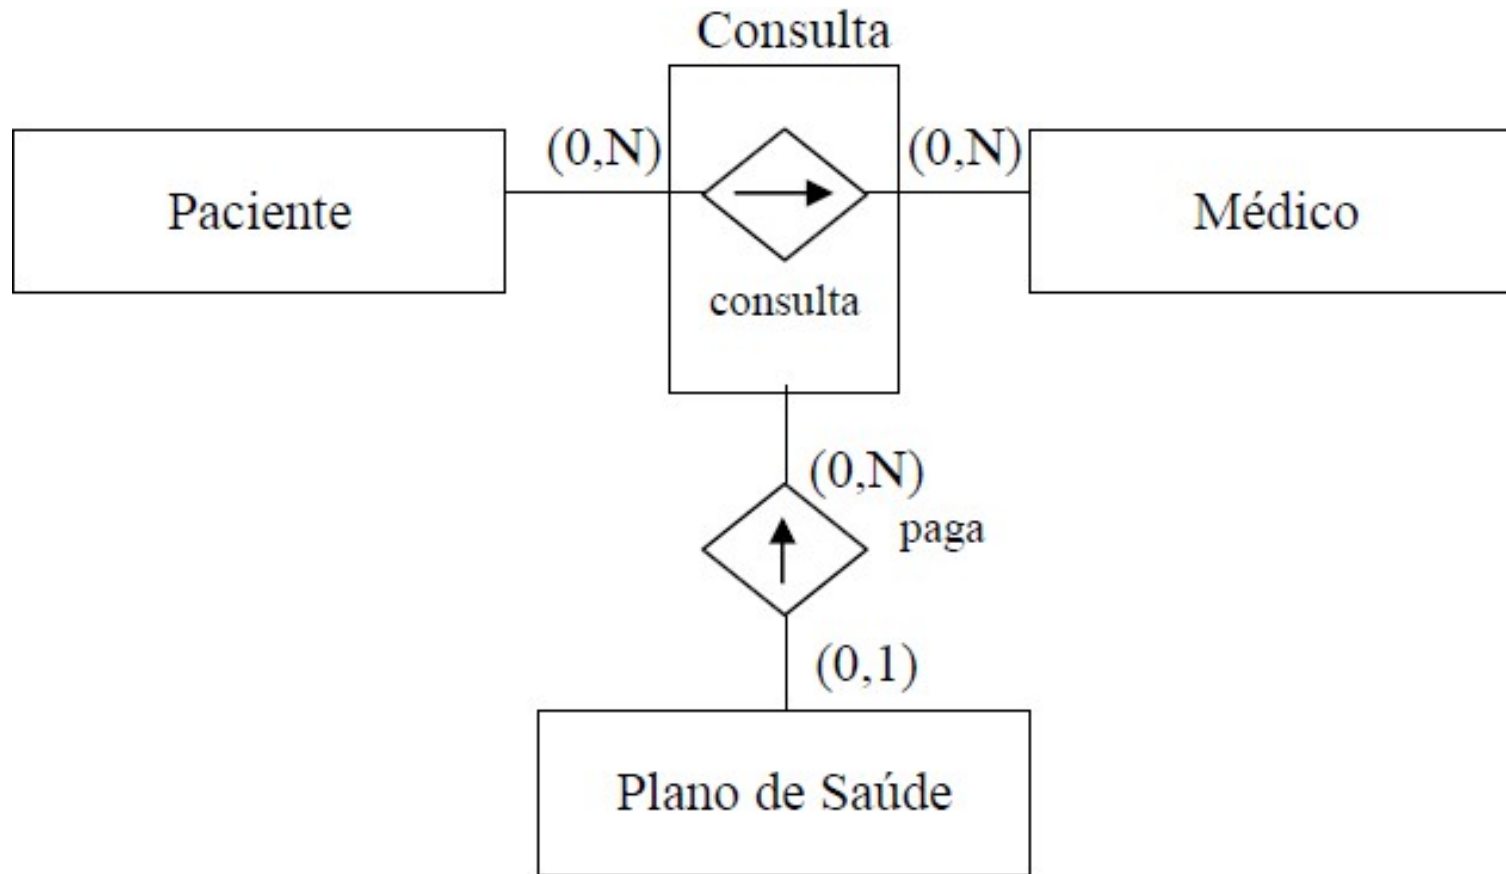 Consulta
(0,N)
(0,N)
Paciente
Médico
consulta
(0,N)
paga
(0,1)
Plano de Saúde